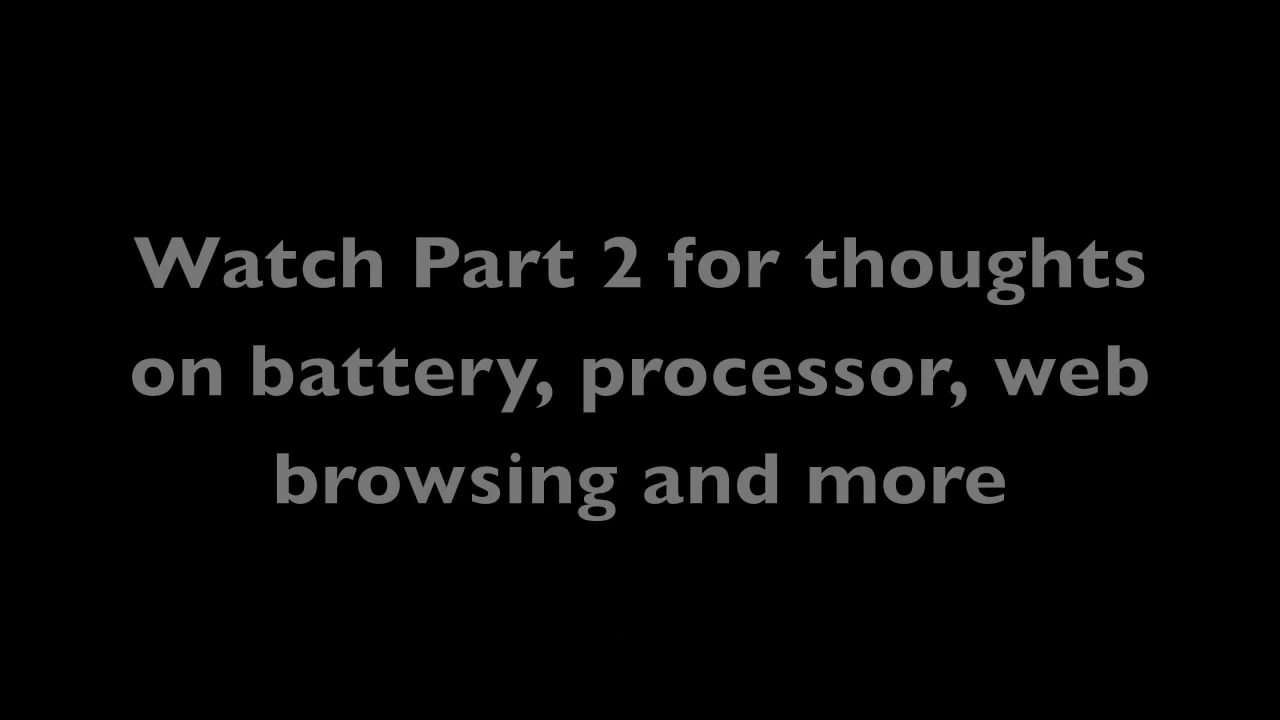 Watch Part 2 for thoughts
on battery, processor, web
browsing and more